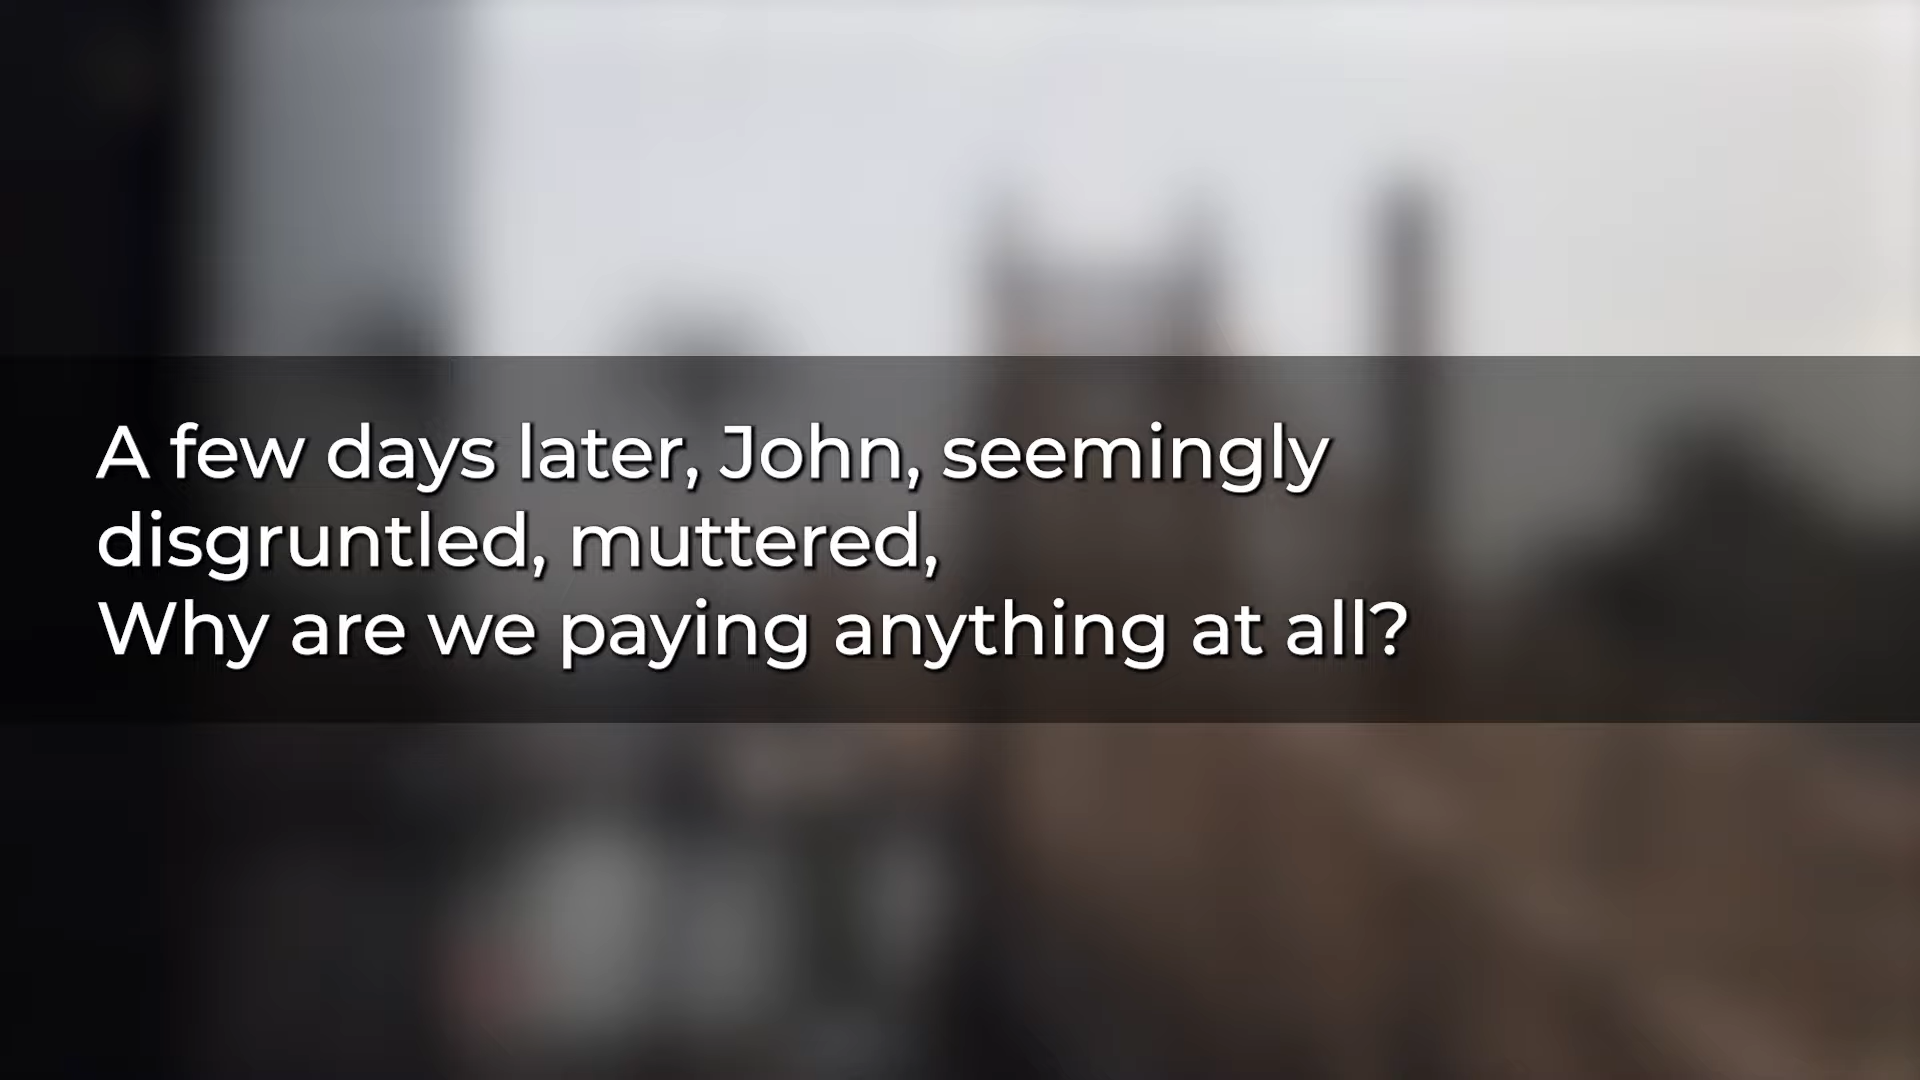 A few days later, John, seemingly
disgruntled, muttered,
Why are we paying anything at all?